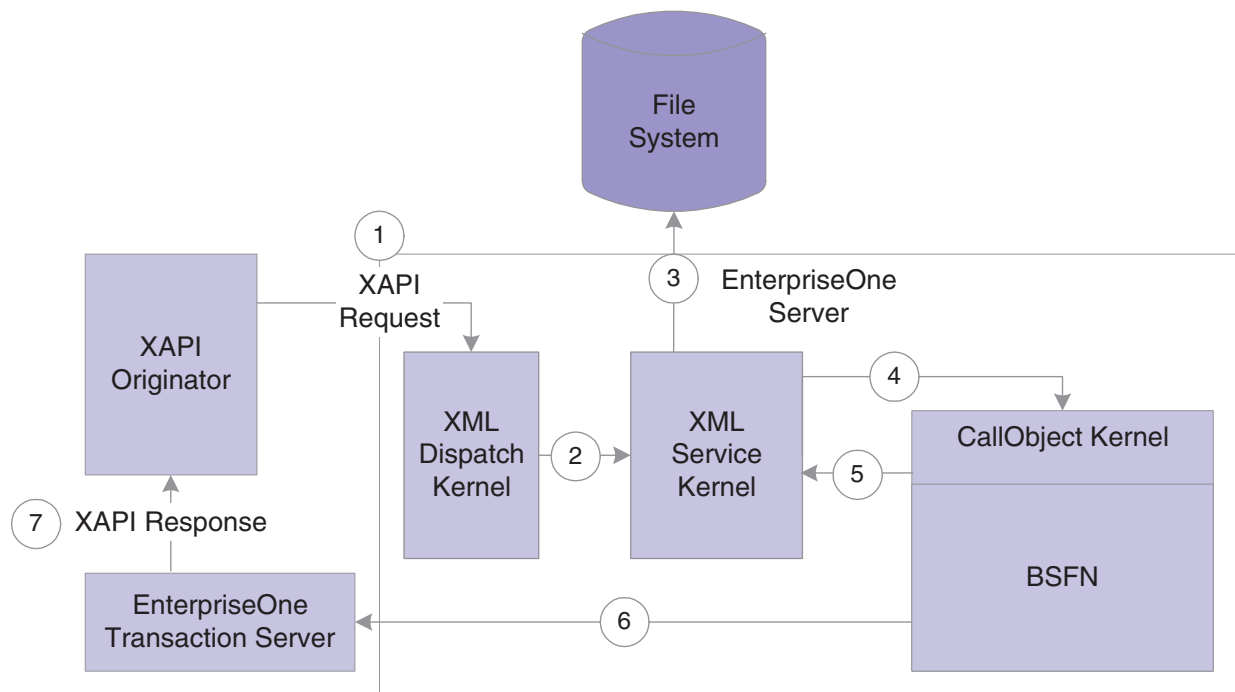 File
System
1
XAPI
Request
3
EnterpriseOne
Server
XAPI
Originator
4
XML
Dispatch
Kernel
2
XML
Service
Kernel
CallObject Kernel
5
7
XAPI Response
BSFN
EnterpriseOne
Transaction Server
6